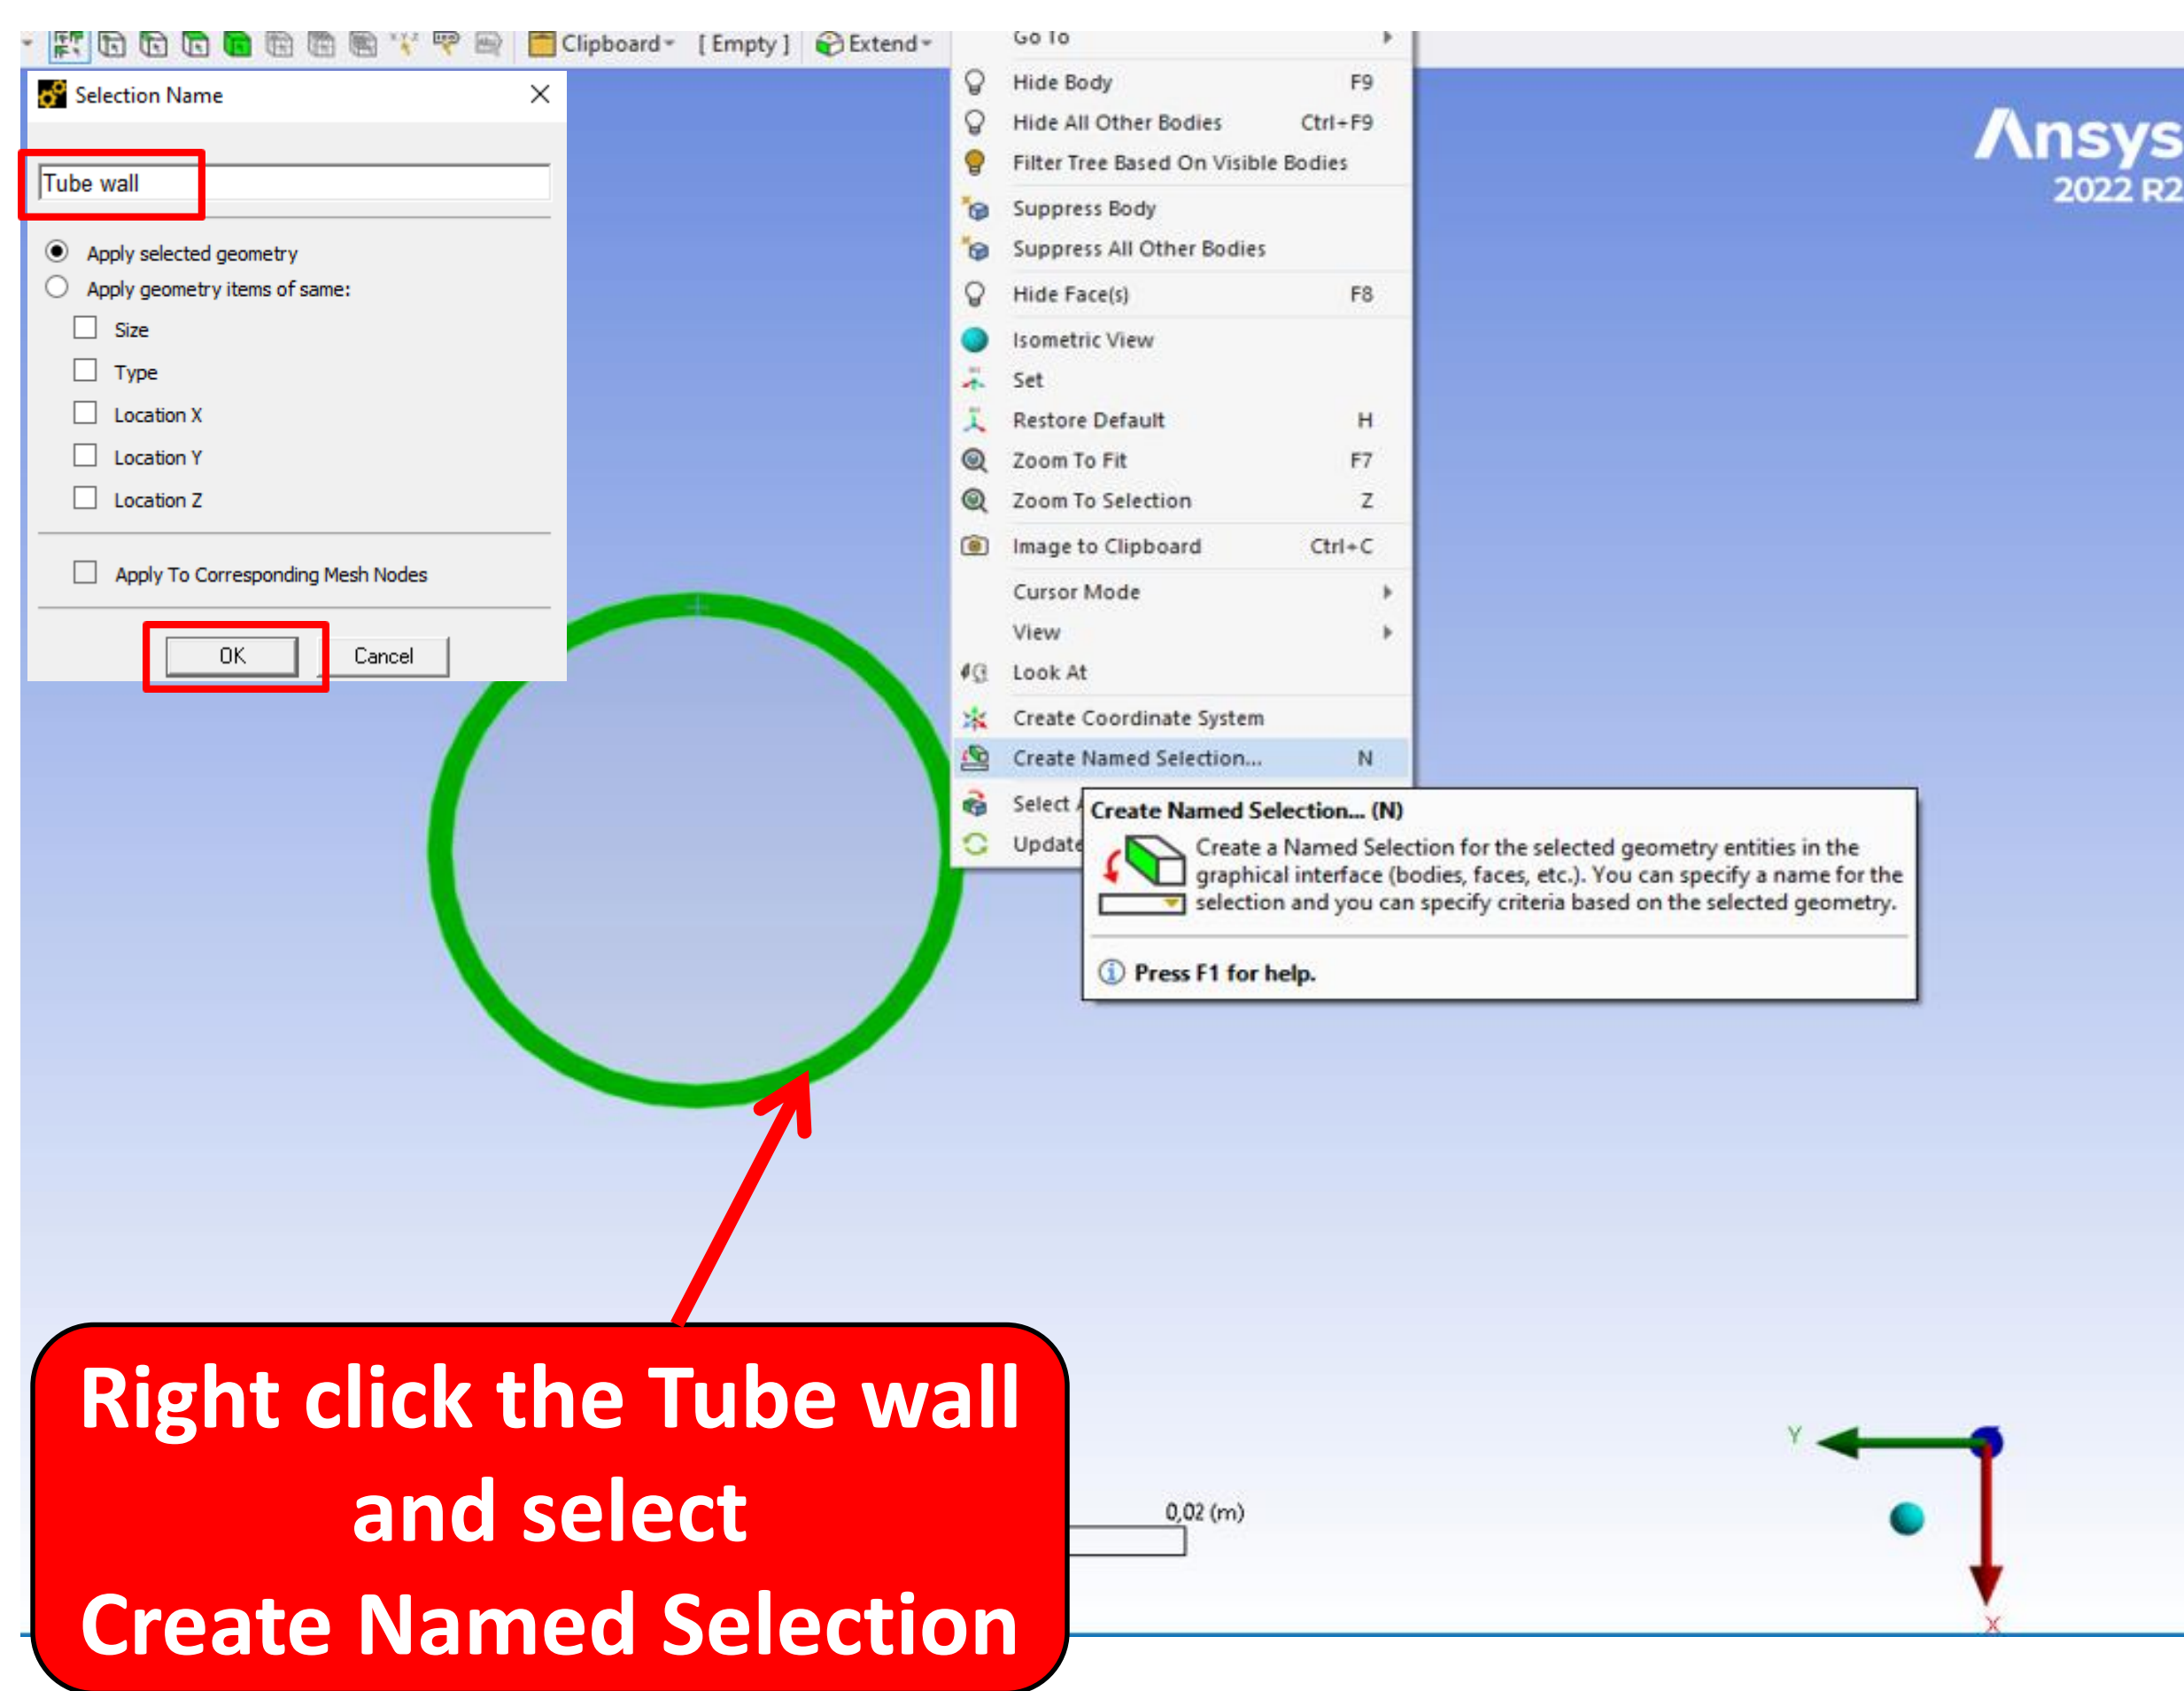 Clipboard [ Empty ] Extend
Selection Name
Tube wall
Apply selected geometry
Apply geometry items of same:
Size
Type
Location X
Location Y
Location Z
Apply To Corresponding Mesh Nodes
OK Cancel
Go To
Hide Body F9
Hide All Other Bodies Ctrl+F9
Filter Tree Based On Visible Bodies
Suppress Body
Suppress All Other Bodies
Hide Face(s) F8
Isometric View
Set
Restore Default H
Zoom To Fit F7
Zoom To Selection Z
Image to Clipboard Ctrl+C
Cursor Mode
View
Look At
Create Coordinate System
Create Named Selection... N
Select
Update
Create Named Selection... (N)
Create a Named Selection for the selected geometry entities in the
graphical interface (bodies, faces, etc.). You can specify a name for the
selection and you can specify criteria based on the selected geometry.
Press F1 for help.
Ansys
2022 R2
Right click the Tube wall
and select
Create Named Selection
0,02 (m)
Y
X